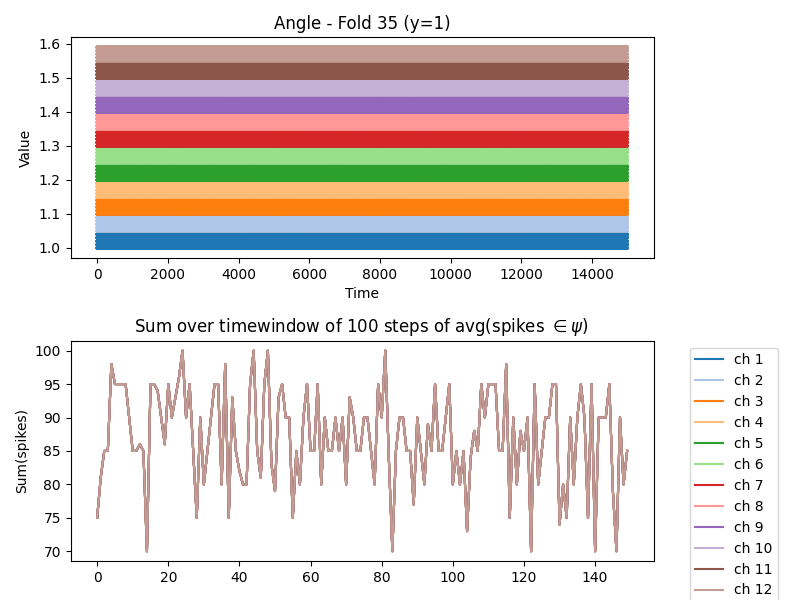 Angle - Fold 35 (y=1)
1.6
1.5
1.4
1.3
1.2
1.1
1.0
Value
0 2000 4000 6000 8000 10000 12000 14000
Time
Sum over timewindow of 100 steps of avg(spikes ∈ ψ)
100
95
90
85
80
75
70
Sum(spikes)
0 20 40 60 80 100 120 140
ch 1
ch 2
ch 3
ch 4
ch 5
ch 6
ch 7
ch 8
ch 9
ch 10
ch 11
ch 12